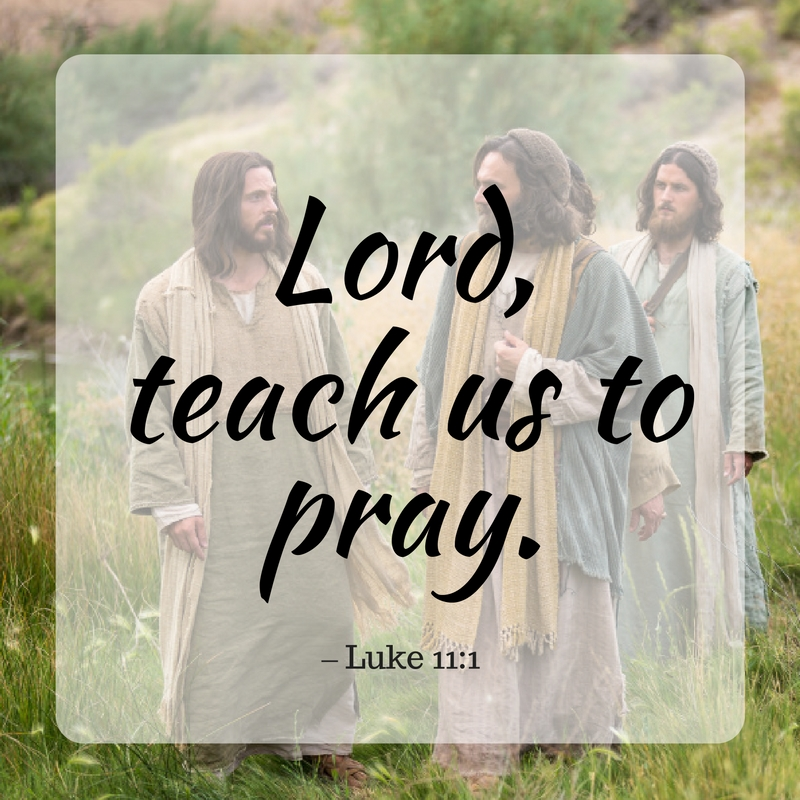 Lord,
teach us to
pray.
– Luke 11:1